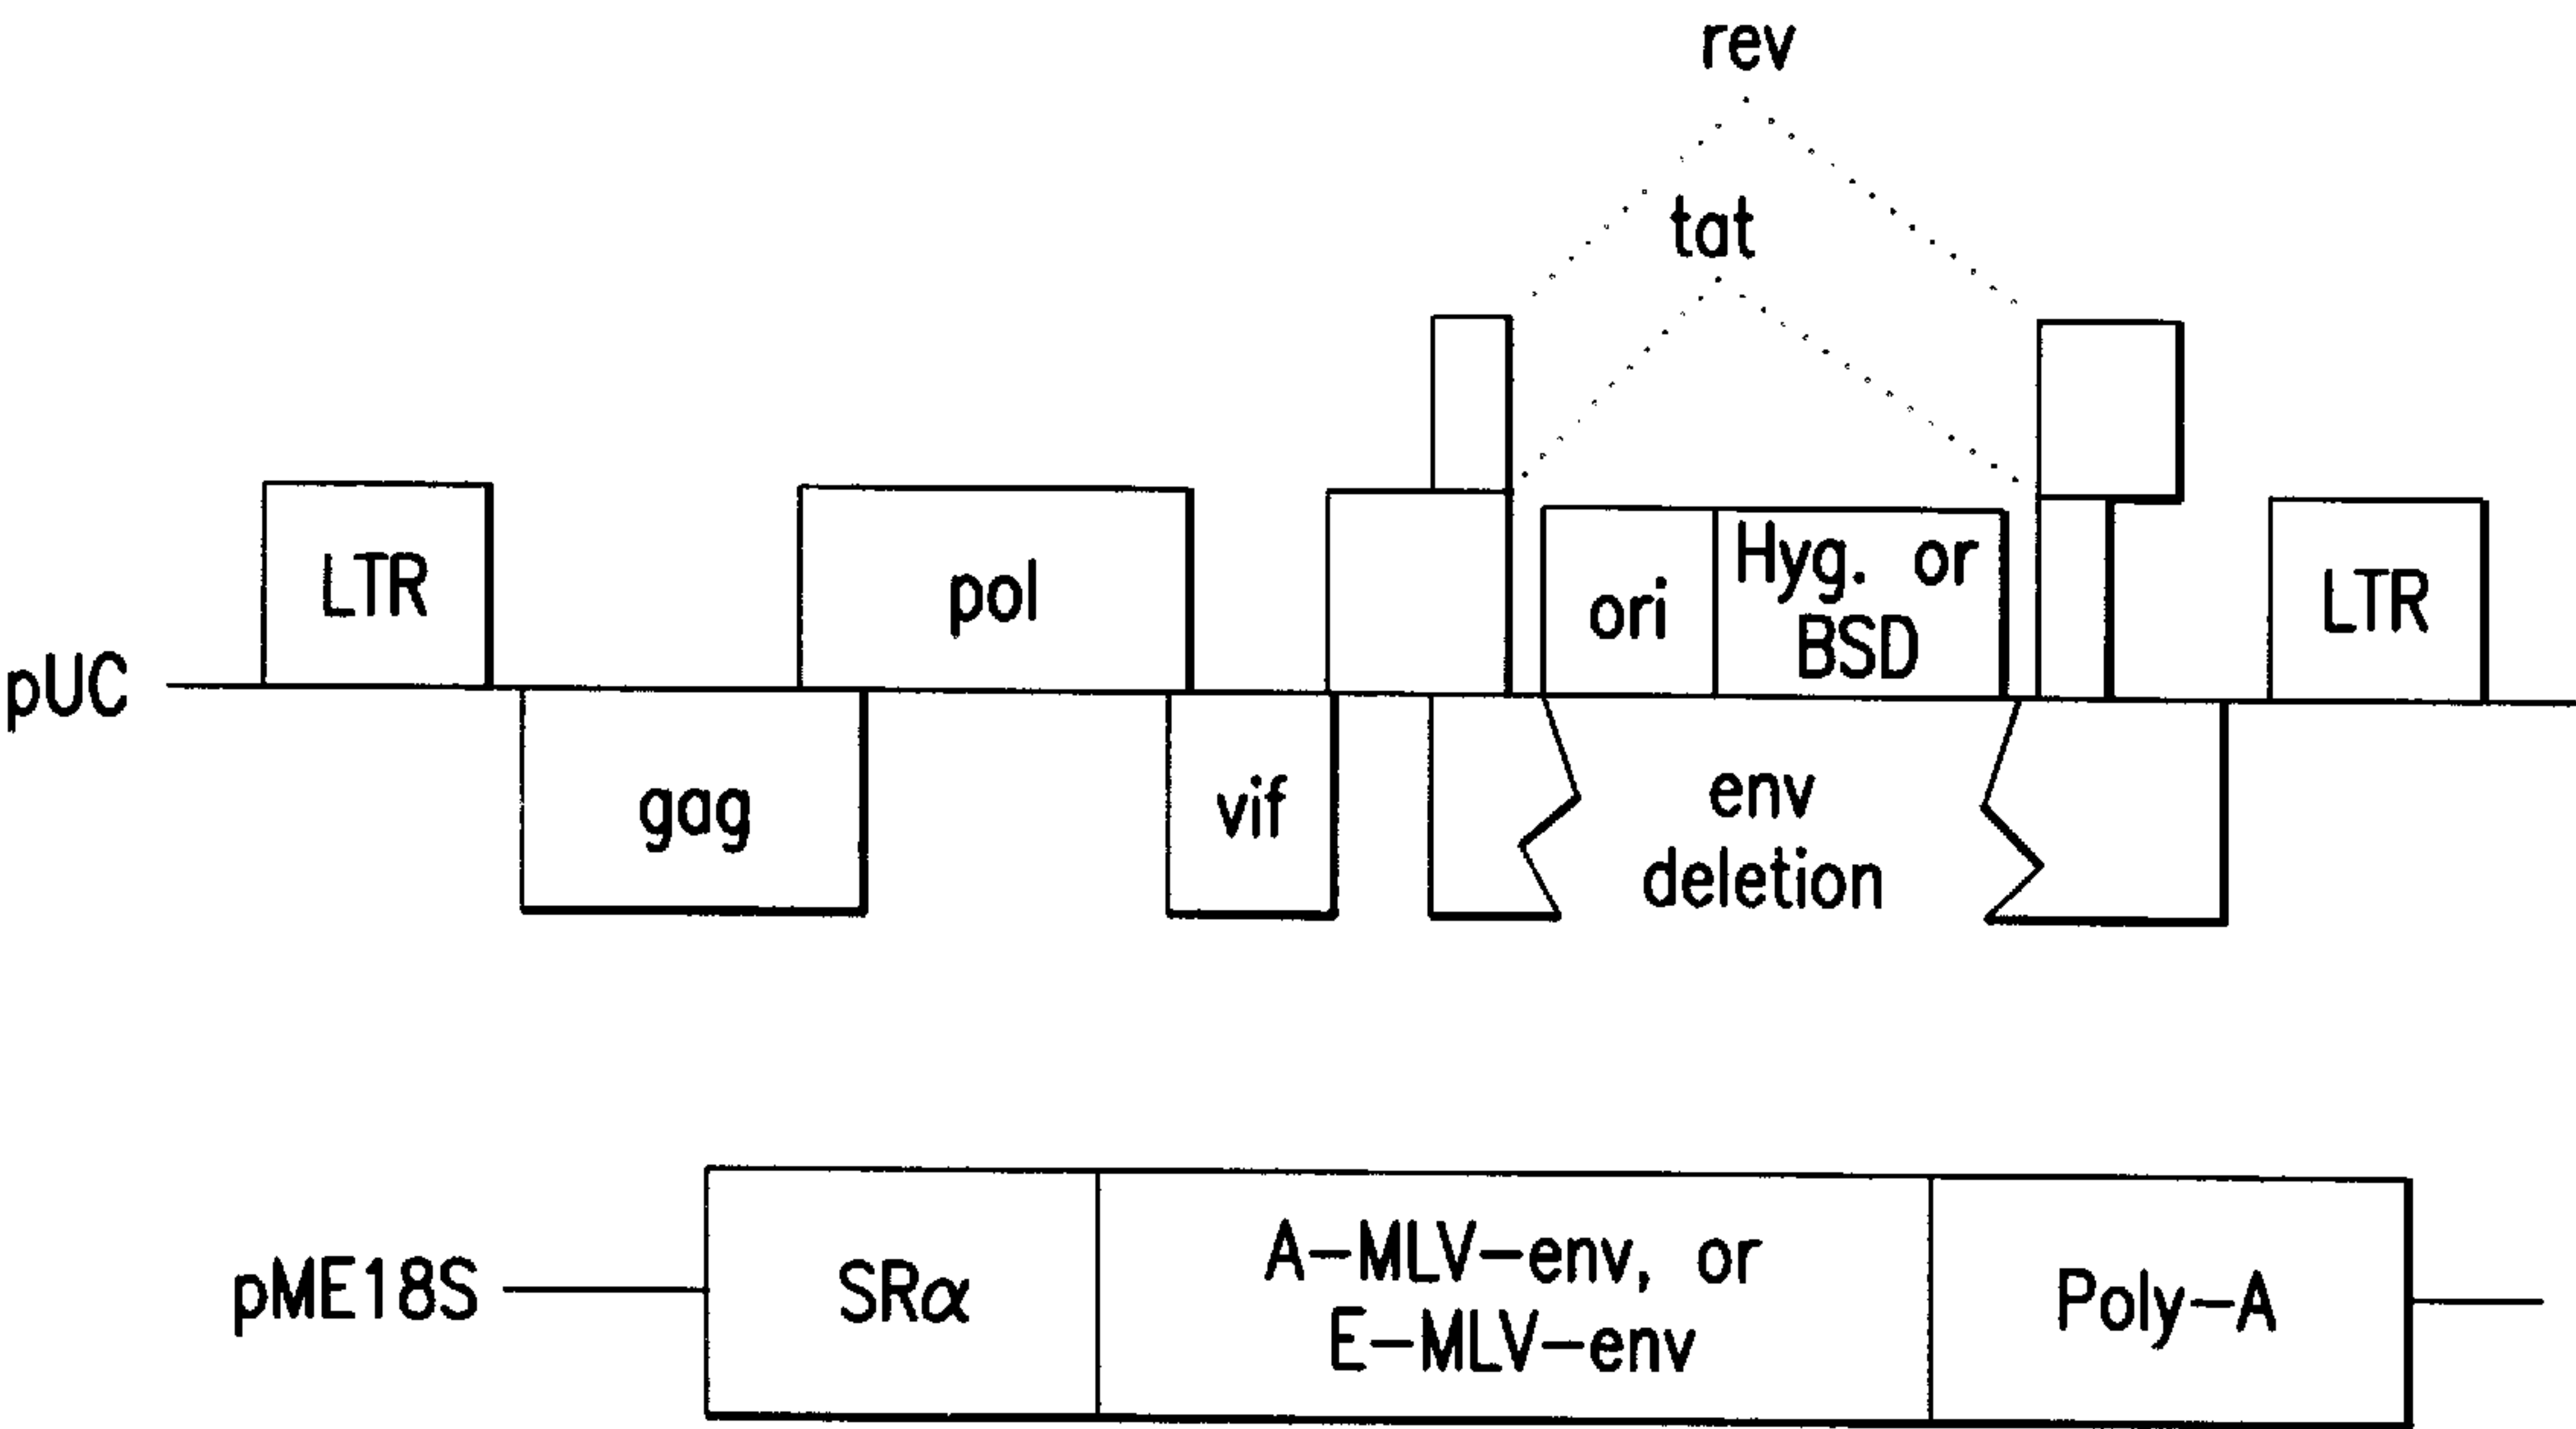 rev
tat
LTR
pol
ori
Hyg. or
BSD
LTR
pUC
gag
vif
env
deletion
pME18S
SRα
A-MLV-env, or
E-MLV-env
Poly-A